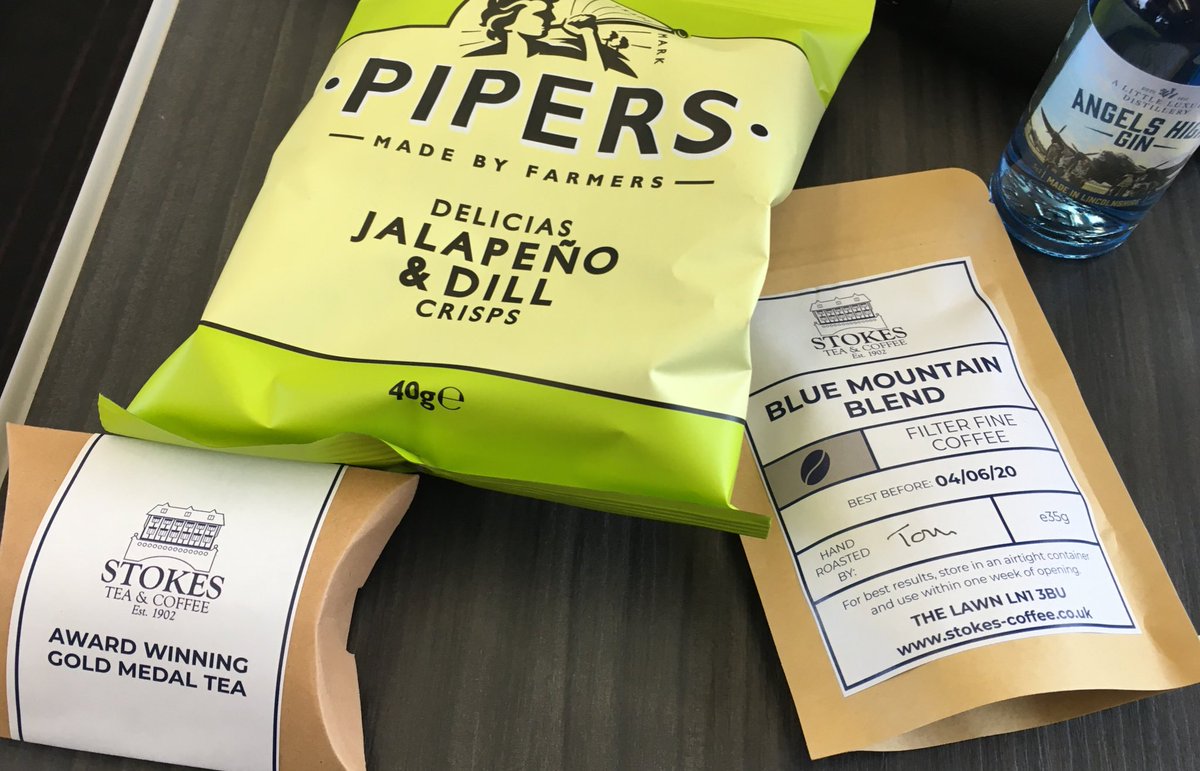 MARK
PIPERS
MADE BY FARMERS
DELICIAS
JALAPEÑO
& DILL
CRISPS
40g℮
A LITTLE LUXURY
DISTILLERY
ANGELS
GIN
MADE IN LINCOLNSHIRE
STOKES
TEA & COFFEE
Est. 1902
BLUE MOUNTAIN
BLEND
FILTER FINE
COFFEE
BEST BEFORE: 04/06/20
HAND
ROASTED
BY:
Tom
e35g
For best results, store in an airtight container
and use within one week of opening.
THE LAWN LN1 3BU
www.stokes-coffee.co.uk
STOKES
TEA & COFFEE
Est. 1902
AWARD WINNING
GOLD MEDAL TEA